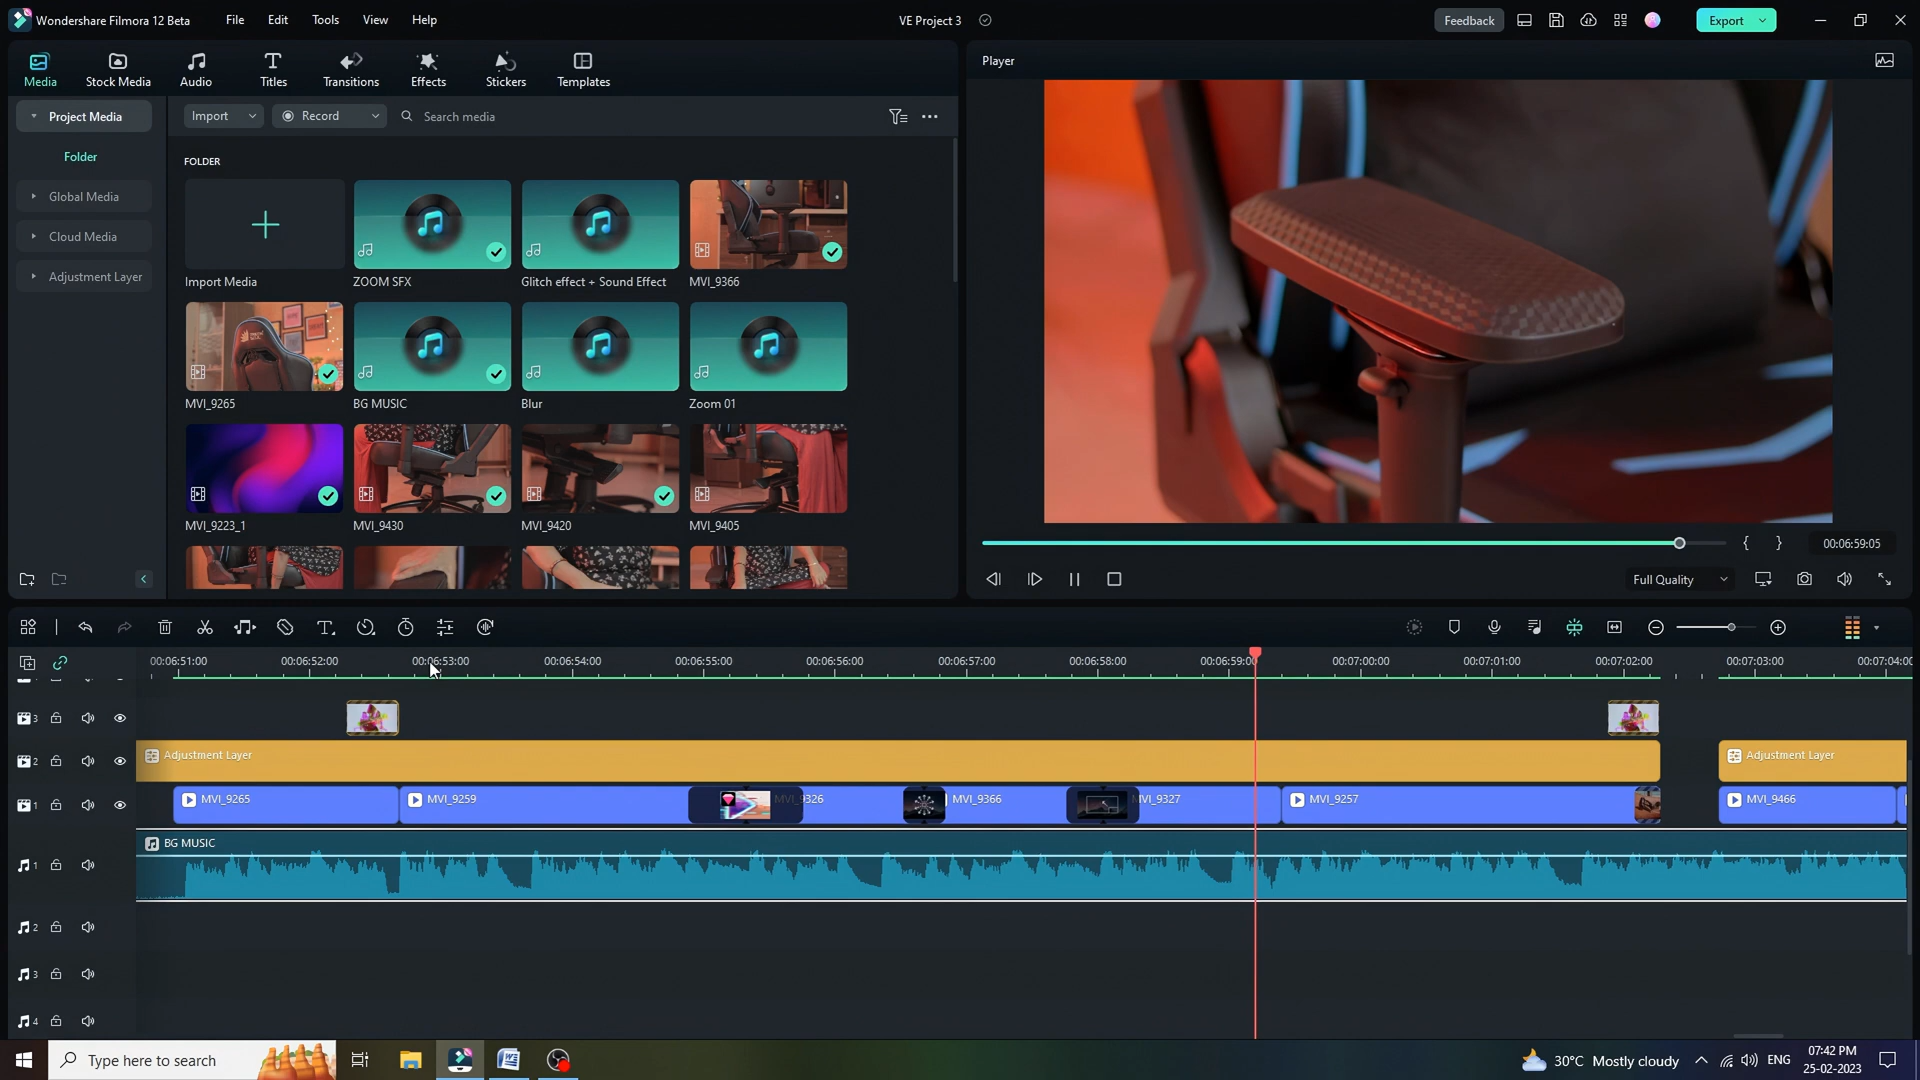 Wondershare Filmora 12 Beta
File
Edit
Tools
View
Help
VE Project 3
Feedback
Export
Media
Stock Media
Audio
Titles
Transitions
Effects
Stickers
Templates
Player
Project Media
Folder
Global Media
Cloud Media
Adjustment Layer
Import
Record
Search media
FOLDER
Import Media
ZOOM SFX
Glitch effect + Sound Effect
MVI_9366
MVI_9265
BG MUSIC
Blur
Zoom 01
MVI_9223_1
MVI_9430
MVI_9420
MVI_9405
{ }
00:06:59:05
Full Quality
00:06:51:00
00:06:52:00
00:06:53:00
00:06:54:00
00:06:55:00
00:06:56:00
00:06:57:00
00:06:58:00
00:06:59:00
00:07:00:00
00:07:01:00
00:07:02:00
00:07:03:00
3
2
Adjustment Layer
Adjustment Layer
1
MVI_9265
MVI_9259
MVI_9366
MVI_9257
MVI_9466
BG MUSIC
1
2
3
4
Type here to search
30°C Mostly cloudy
ENG
07:42 PM
25-02-2023